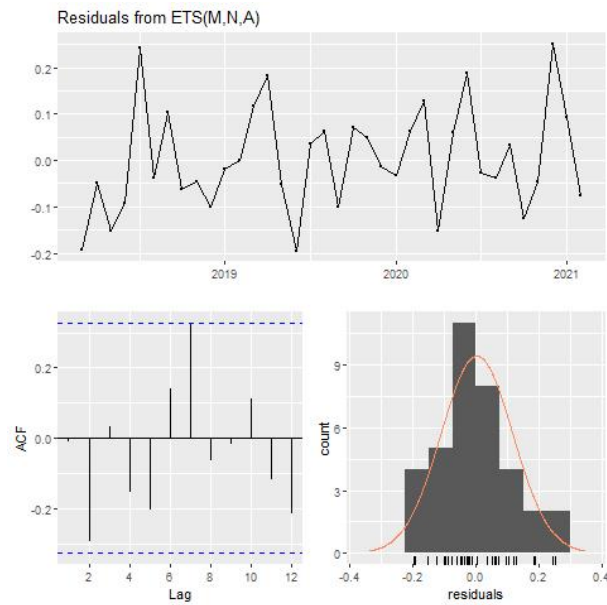 Residuals from ETS(M,N,A)
0.2
0.1
0.0
-0.1
-0.2
2019 2020 2021
ACF
0.2
0.0
-0.2
2 4 6 8 10 12
Lag
count
9
6
3
0
-0.4 -0.2 0.0 0.2 0.4
residuals